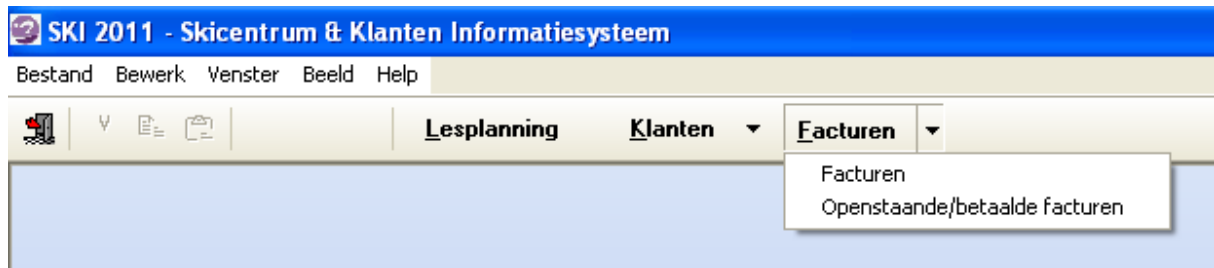 SKI 2011 - Skicentrum & Klanten Informatiesysteem
Bestand Bewerk Venster Beeld Help
Lesplanning Klanten Facturen
Facturen
Openstaande/betaalde facturen